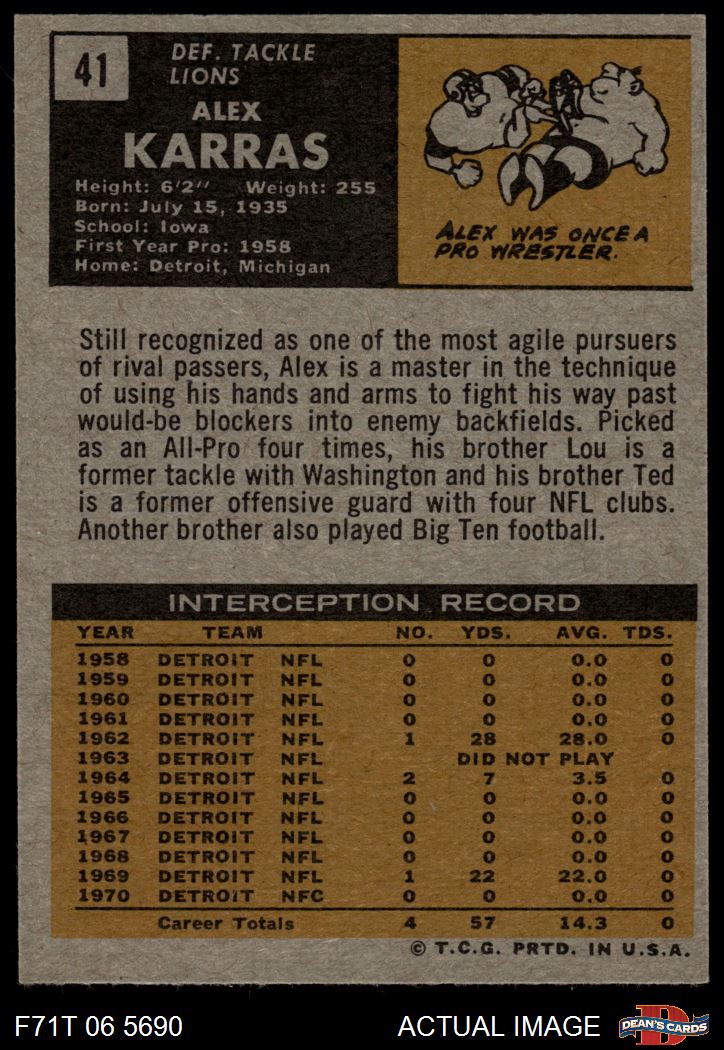 41
DEF. TACKLE
LIONS
ALEX
KARRAS
Height: 6'2" Weight: 255
Born: July 15, 1935
School: Iowa
First Year Pro: 1958
Home: Detroit, Michigan
ALEX WAS ONCE A
PRO WRESTLER.
Still recognized as one of the most agile pursuers
of rival passers, Alex is a master in the technique
of using his hands and arms to fight his way past
would-be blockers into enemy backfields. Picked
as an All-Pro four times, his brother Lou is a
former tackle with Washington and his brother Ted
is a former offensive guard with four NFL clubs.
Another brother also played Big Ten football.
INTERCEPTION RECORD
YEAR TEAM NO. YDS. AVG. TDS.
1958 DETROIT NFL 0 0 0.0 0
1959 DETROIT NFL 0 0 0.0 0
1960 DETROIT NFL 0 0 0.0 0
1961 DETROIT NFL 0 0 0.0 0
1962 DETROIT NFL 1 28 28.0 0
1963 DETROIT NFL DID NOT PLAY
1964 DETROIT NFL 2 7 3.5 0
1965 DETROIT NFL 0 0 0.0 0
1966 DETROIT NFL 0 0 0.0 0
1967 DETROIT NFL 0 0 0.0 0
1968 DETROIT NFL 0 0 0.0 0
1969 DETROIT NFL 1 22 22.0 0
1970 DETROIT NFC 0 0 0.0 0
Career Totals 4 57 14.3 0
© T.C.G. PRTD. IN U.S.A.
F71T 06 5690 ACTUAL IMAGE D DEAN'S CARDS